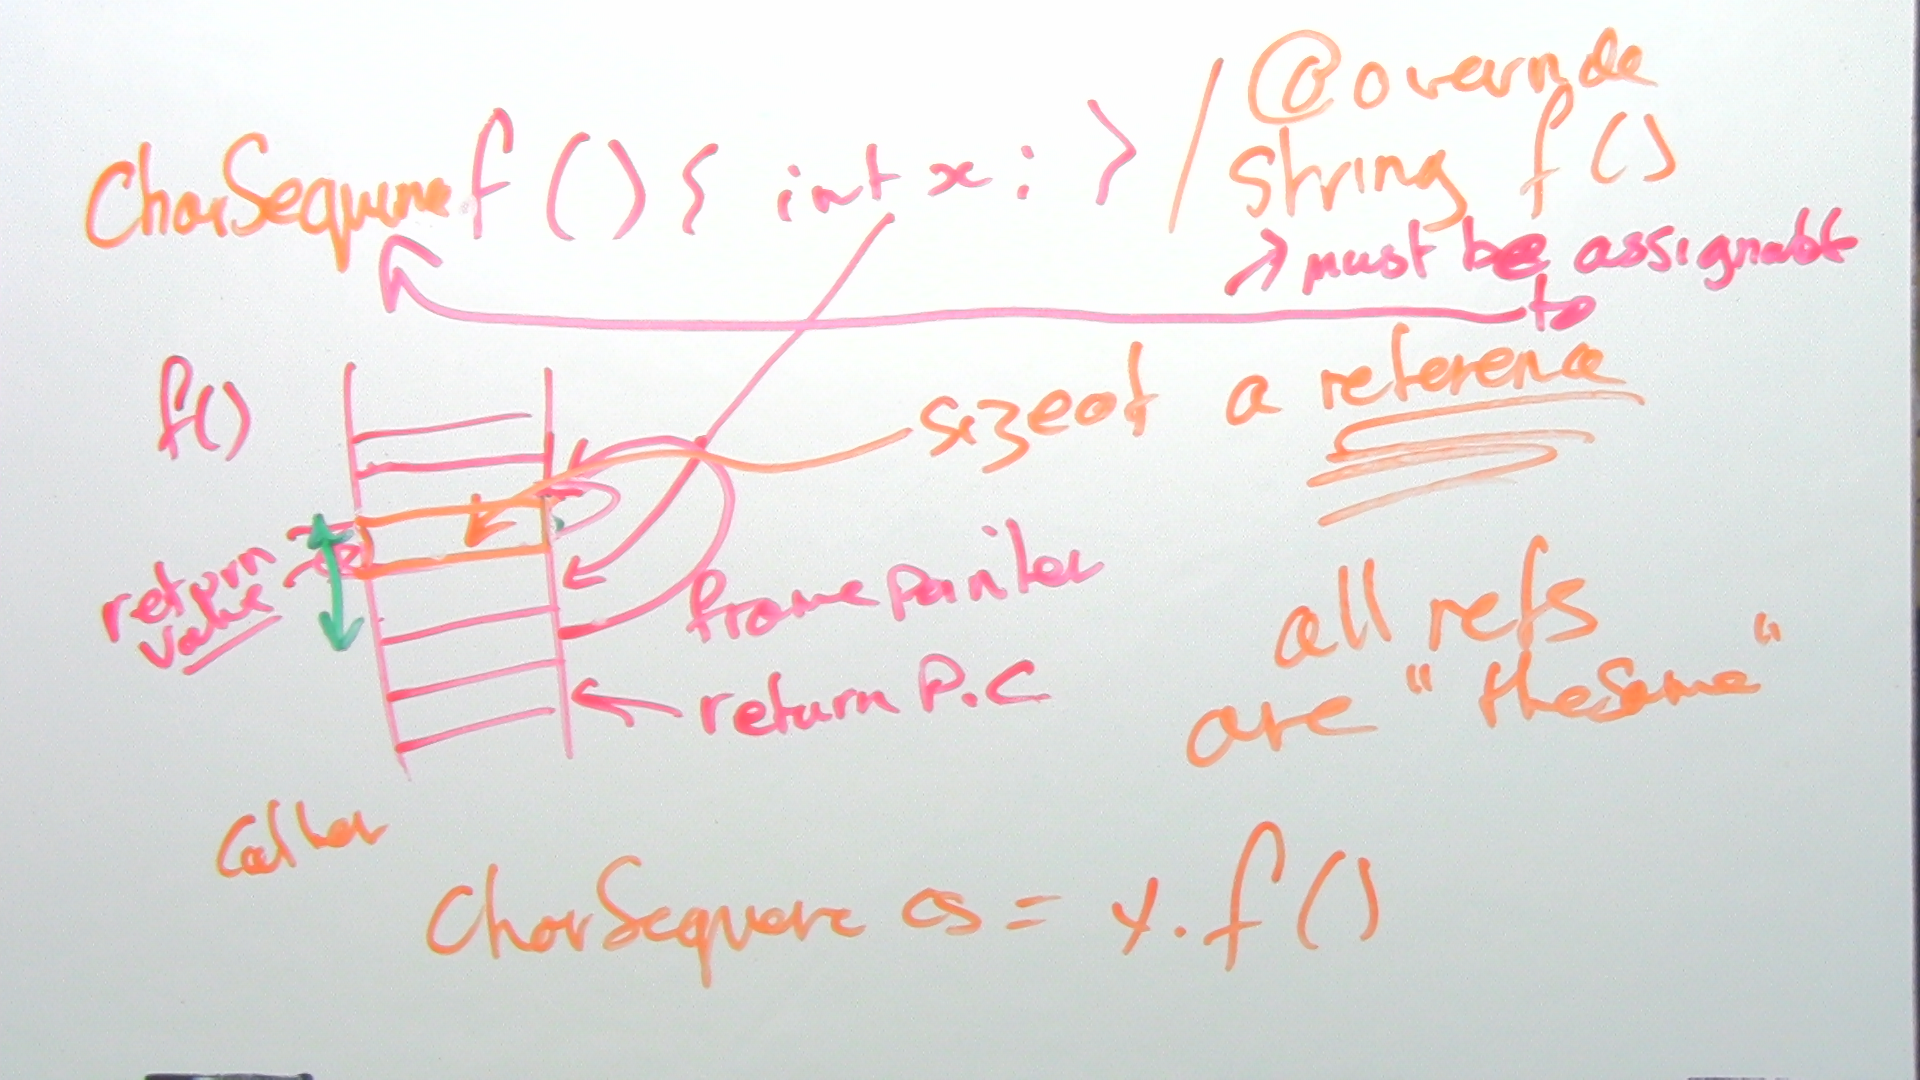 CharSequence f () { int x ; } / @override
String f ()
must be assignable
to
f()
sizeof a reference
return
value
frame pointer
return P.C
all refs
are "the same"
Caller
CharSequence cs = x.f()